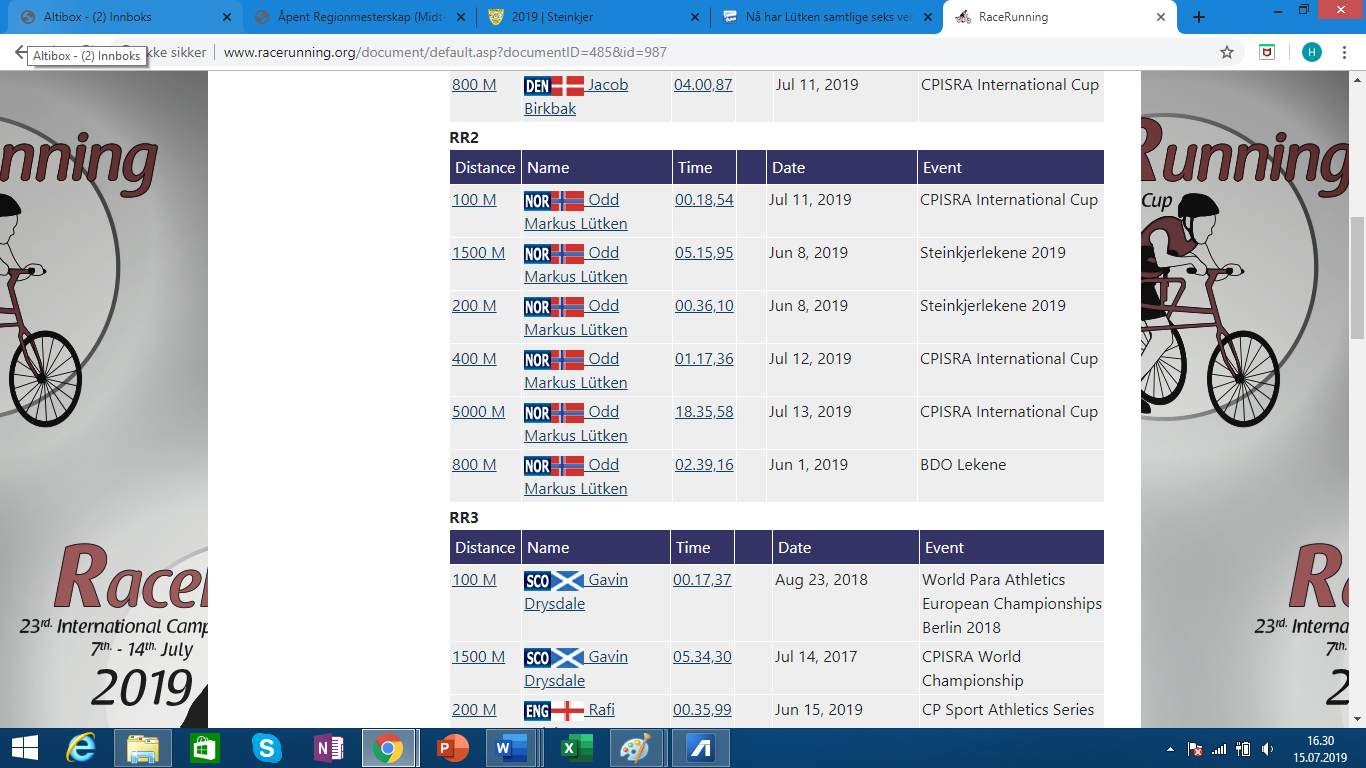 Altibox - (2) Innboks
Åpent Regionmesterskap (Midt-
2019 | Steinkjer
Nå har Lütken samtlige seks ver
RaceRunning
Altibox - (2) Innboks
ke sikker
www.racerunning.org/document/default.asp?documentID=485&id=987
H
800 M DEN Jacob Birkbak 04.00,87 Jul 11, 2019 CPISRA International Cup
RR2
Distance Name Time Date Event
100 M NOR Odd Markus Lütken 00.18,54 Jul 11, 2019 CPISRA International Cup
1500 M NOR Odd Markus Lütken 05.15,95 Jun 8, 2019 Steinkjerlekene 2019
200 M NOR Odd Markus Lütken 00.36,10 Jun 8, 2019 Steinkjerlekene 2019
400 M NOR Odd Markus Lütken 01.17,36 Jul 12, 2019 CPISRA International Cup
5000 M NOR Odd Markus Lütken 18.35,58 Jul 13, 2019 CPISRA International Cup
800 M NOR Odd Markus Lütken 02.39,16 Jun 1, 2019 BDO Lekene
RR3
Distance Name Time Date Event
100 M SCO Gavin Drysdale 00.17,37 Aug 23, 2018 World Para Athletics European Championships Berlin 2018
1500 M SCO Gavin Drysdale 05.34,30 Jul 14, 2017 CPISRA World Championship
200 M ENG Rafi 00.35,99 Jun 15, 2019 CP Sport Athletics Series
nning
Race
23rd. International Camp
7th. - 14th. July
2019
Running
Cup
R
23rd. Interna
7th.
2
16.30
15.07.2019